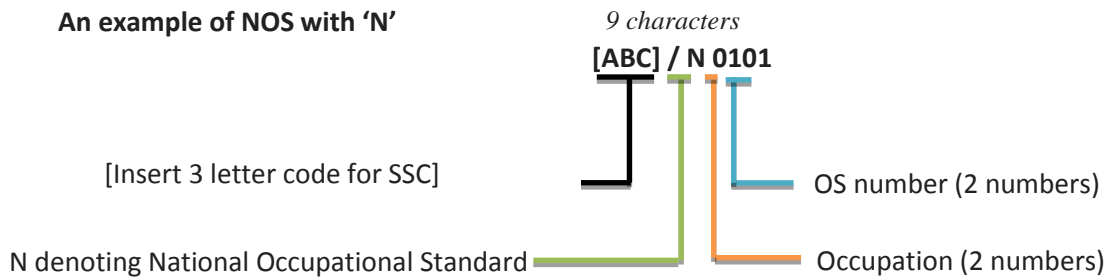 An example of NOS with ‘N’
9 characters
[ABC] / N 0101
[Insert 3 letter code for SSC]
OS number (2 numbers)
N denoting National Occupational Standard
Occupation (2 numbers)